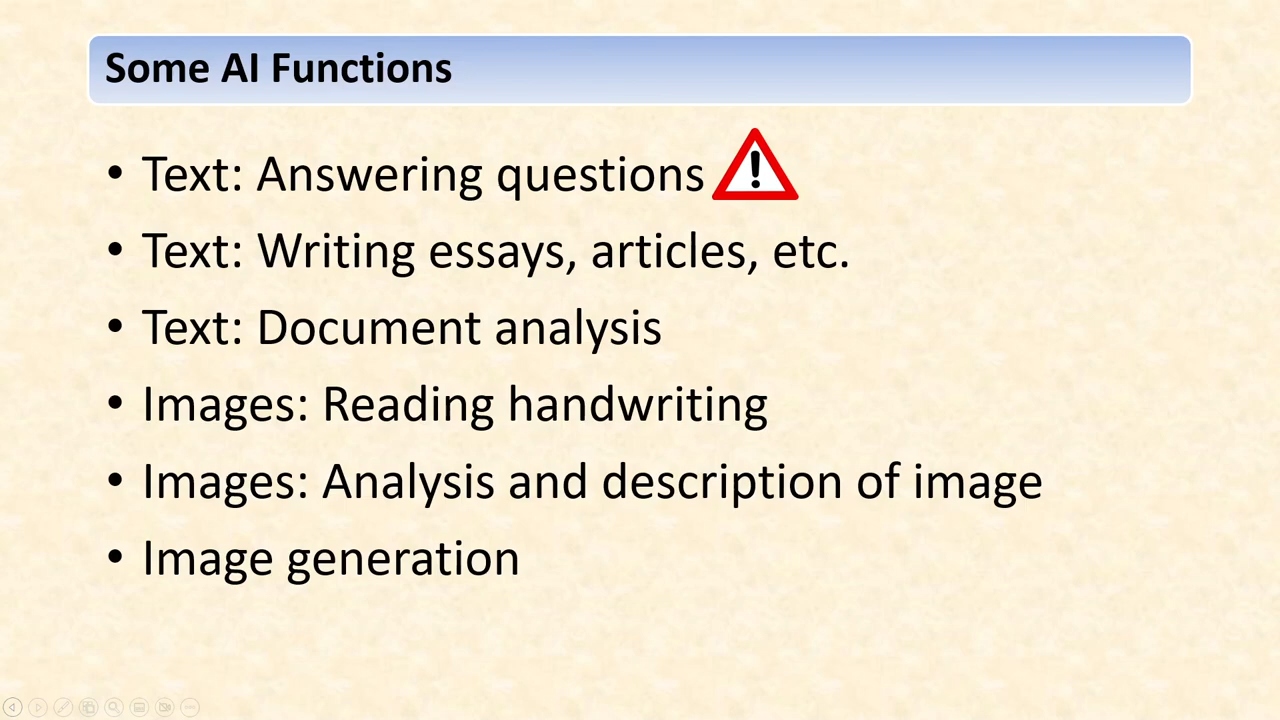 Some AI Functions
• Text: Answering questions
• Text: Writing essays, articles, etc.
• Text: Document analysis
• Images: Reading handwriting
• Images: Analysis and description of image
• Image generation